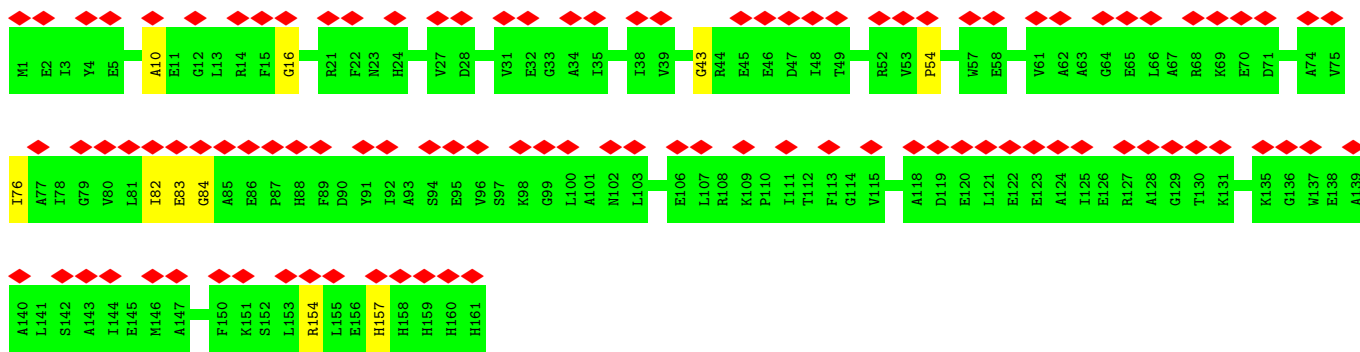 M1 E2 I3 Y4 E5 A10 E11 G12 L13 R14 F15 G16 R21 F22 N23 H24 V27 D28 V31 E32 G33 A34 I35 I38 V39 G43 R44 E45 E46 D47 I48 T49 R52 V53 P54 W57 E58 V61 A62 A63 G64 E65 L66 A67 R68 K69 E70 D71 A74 V75
I76 A77 I78 G79 V80 L81 I82 E83 G84 A85 E86 P87 H88 F89 D90 Y91 I92 A93 S94 E95 V96 S97 K98 G99 L100 A101 N102 L103 E106 L107 R108 K109 P110 I111 T112 F113 G114 V115 A118 D119 E120 L121 E122 E123 A124 I125 E126 R127 A128 G129 T130 K131 K135 G136 W137 E138 A139
A140 L141 S142 A143 I144 E145 M146 A147 F150 K151 S152 L153 R154 L155 E156 H157 H158 H159 H160 H161